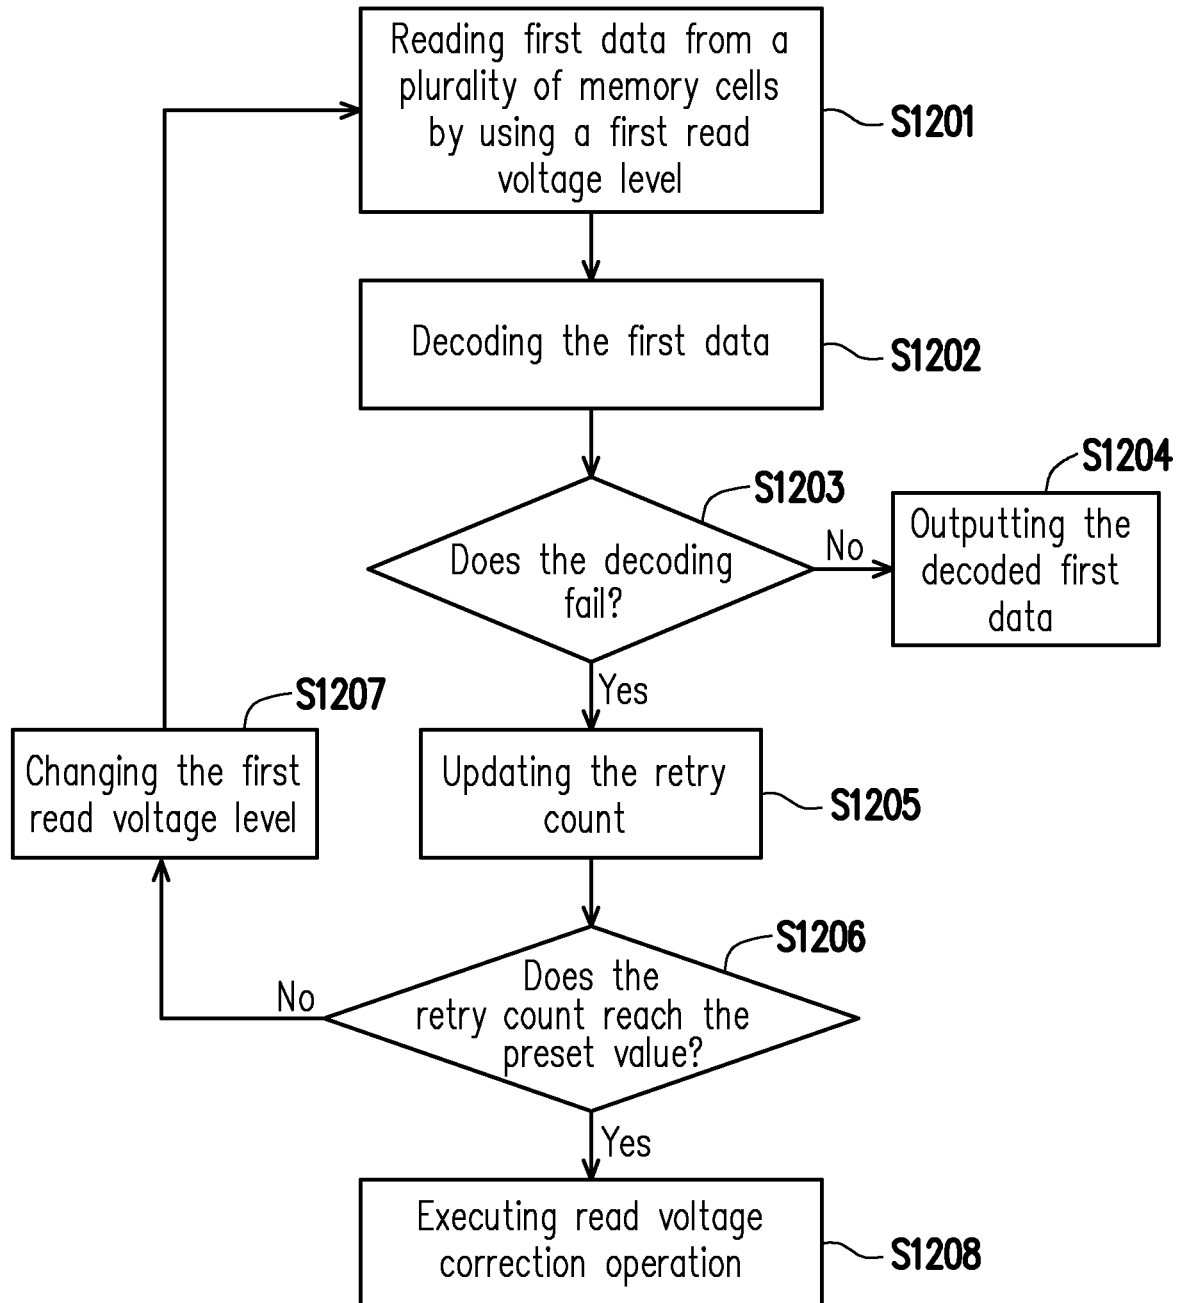 Reading first data from a
plurality of memory cells
by using a first read
voltage level
S1201
Decoding the first data
S1202
S1203
Does the decoding
fail?
No
S1204
Outputting the
decoded first
data
Yes
S1207
Changing the first
read voltage level
Updating the retry
count
S1205
S1206
Does the
retry count reach the
preset value?
No
Yes
Executing read voltage
correction operation
S1208